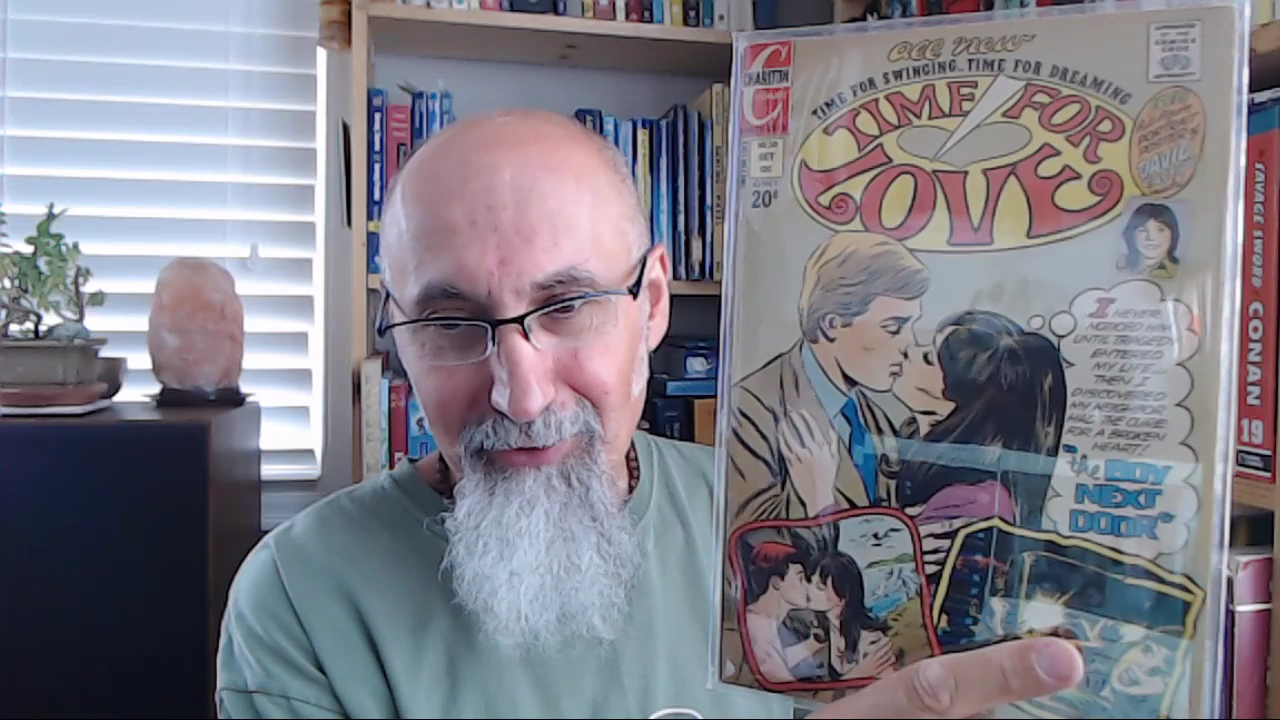 all new
TIME FOR SWINGING.. TIME FOR DREAMING
TIME FOR
LOVE
CHARLTON
OCT
20¢
DAVID
I NEVER
NOTICED HIM
UNTIL TRAGEDY
ENTERED
MY LIFE...
THEN I
DISCOVERED
MY NEIGHBOR
HAD THE CURE
FOR A BROKEN
HEART!
"the BOY
NEXT
DOOR"
SAVAGE SWORD
CONAN
19